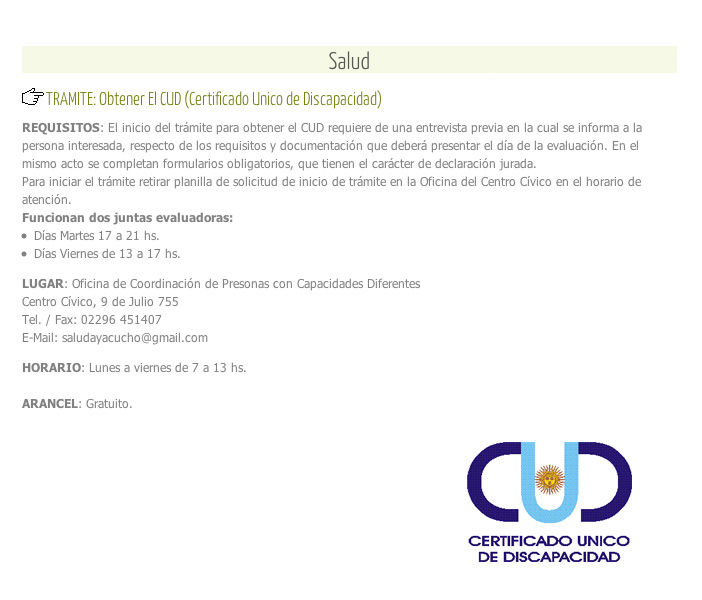 Salud
TRAMITE: Obtener El CUD (Certificado Unico de Discapacidad)
REQUISITOS: El inicio del trámite para obtener el CUD requiere de una entrevista previa en la cual se informa a la
persona interesada, respecto de los requisitos y documentación que deberá presentar el día de la evaluación. En el
mismo acto se completan formularios obligatorios, que tienen el carácter de declaración jurada.
Para iniciar el trámite retirar planilla de solicitud de inicio de trámite en la Oficina del Centro Cívico en el horario de
atención.
Funcionan dos juntas evaluadoras:
• Días Martes 17 a 21 hs.
• Días Viernes de 13 a 17 hs.
LUGAR: Oficina de Coordinación de Presonas con Capacidades Diferentes
Centro Cívico, 9 de Julio 755
Tel. / Fax: 02296 451407
E-Mail: saludayacucho@gmail.com
HORARIO: Lunes a viernes de 7 a 13 hs.
ARANCEL: Gratuito.
CUD
CERTIFICADO UNICO
DE DISCAPACIDAD